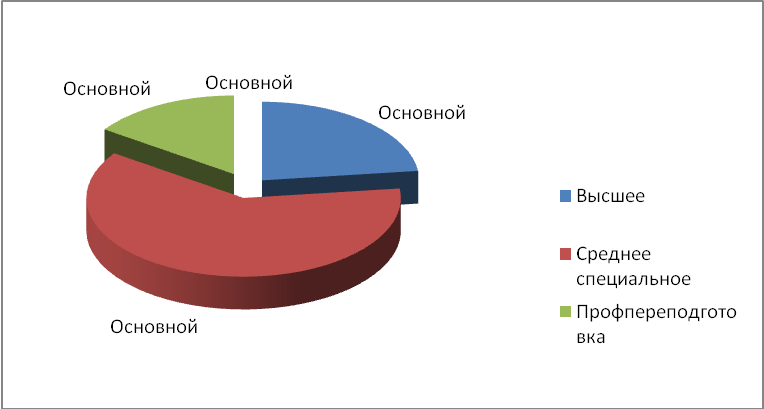 Основной
Основной
Основной
Основной
Высшее
Среднее
специальное
Профпереподгото
вка